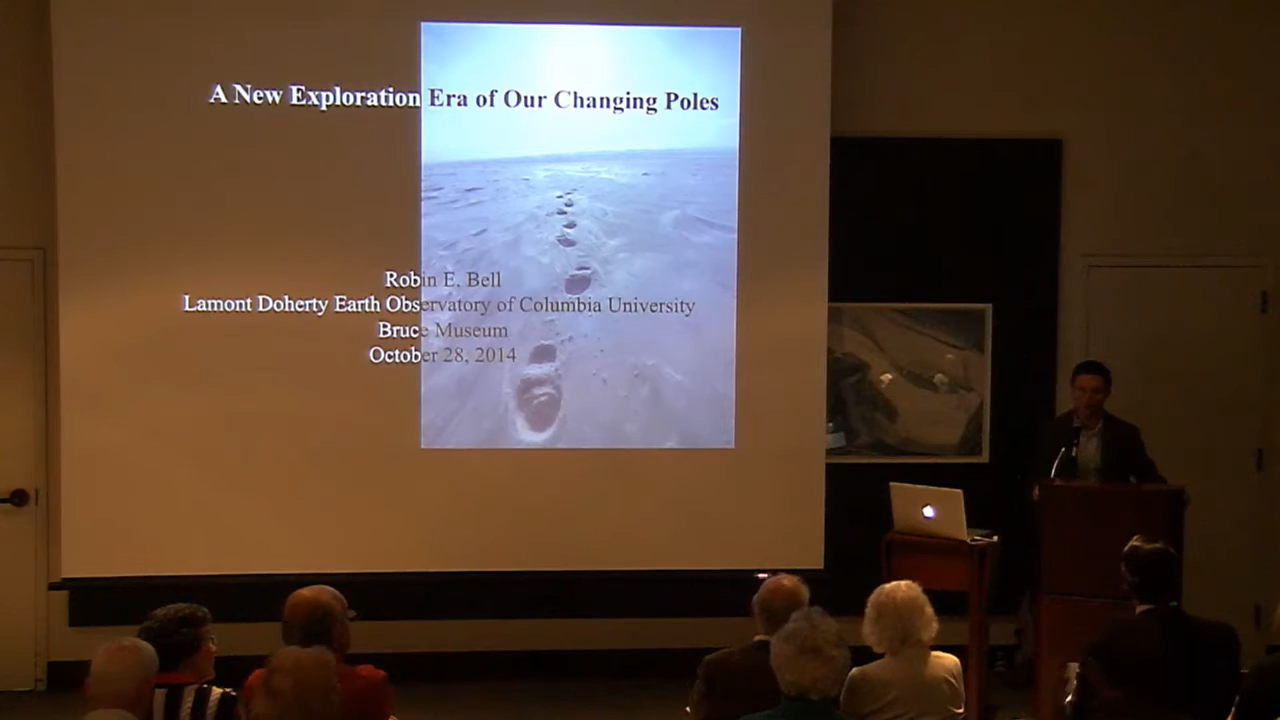 A New Exploration Era of Our Changing Poles
Robin E. Bell
Lamont Doherty Earth Observatory of Columbia University
Bruce Museum
October 28, 2014